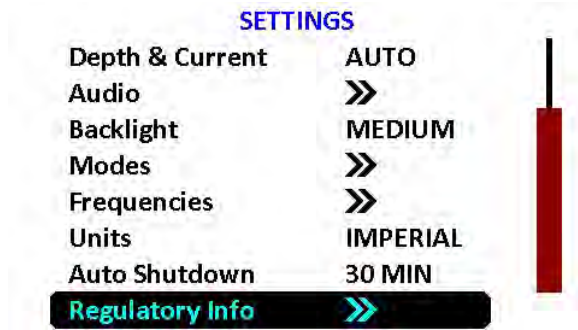 SETTINGS
Depth & Current AUTO
Audio »
Backlight MEDIUM
Modes »
Frequencies »
Units IMPERIAL
Auto Shutdown 30 MIN
Regulatory Info »